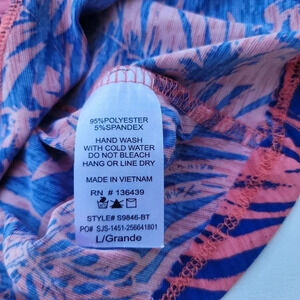 95%POLYESTER
5%SPANDEX
HAND WASH
WITH COLD WATER
DO NOT BLEACH
HANG OR LINE DRY
MADE IN VIETNAM
RN # 136439
STYLE# S9846-BT
PO# SJS-1451-256641801
L/Grande